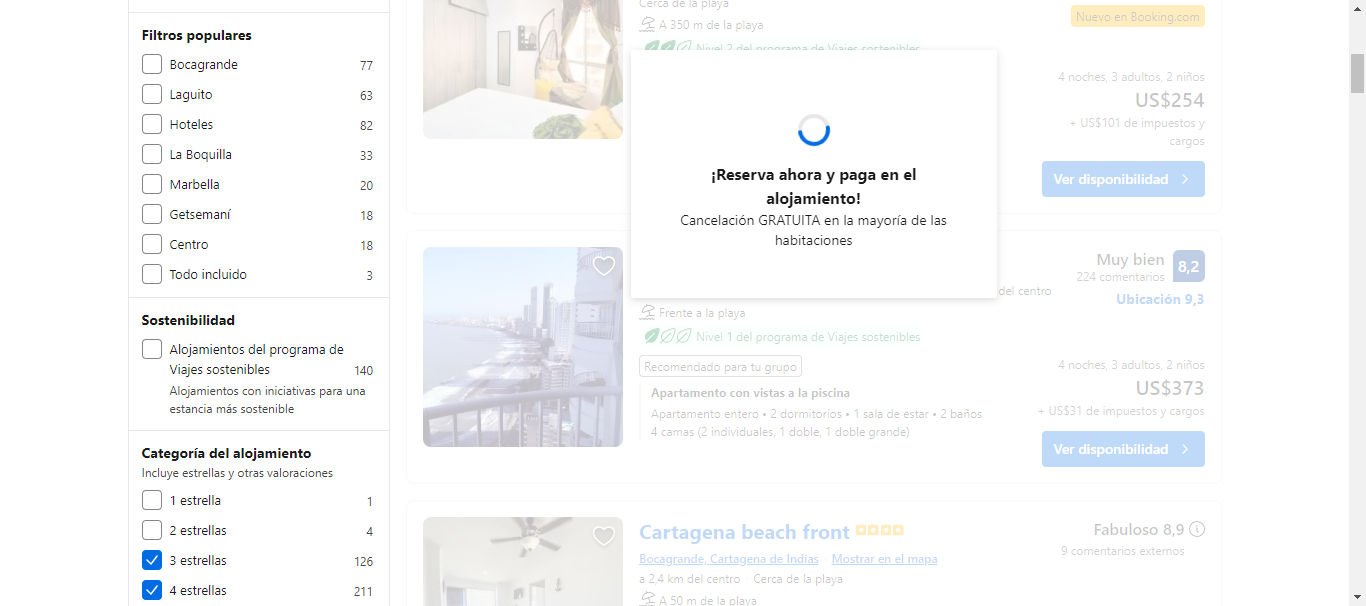 Filtros populares
Bocagrande 77
Laguito 63
Hoteles 82
La Boquilla 33
Marbella 20
Getsemaní 18
Centro 18
Todo incluido 3
Sostenibilidad
Alojamientos del programa de
Viajes sostenibles 140
Alojamientos con iniciativas para una
estancia más sostenible
Categoría del alojamiento
Incluye estrellas y otras valoraciones
1 estrella 1
2 estrellas 4
3 estrellas 126
4 estrellas 211
Cerca de la playa
A 350 m de la playa
Nivel 2 del programa de Viajes sostenibles
Nuevo en Booking.com
4 noches, 3 adultos, 2 niños
US$254
+ US$101 de impuestos y
cargos
Ver disponibilidad
¡Reserva ahora y paga en el
alojamiento!
Cancelación GRATUITA en la mayoría de las
habitaciones
del centro
Frente a la playa
Nivel 1 del programa de Viajes sostenibles
Recomendado para tu grupo
Apartamento con vistas a la piscina
Apartamento entero • 2 dormitorios • 1 sala de estar • 2 baños
4 camas (2 individuales, 1 doble, 1 doble grande)
Muy bien 8,2
224 comentarios
Ubicación 9,3
4 noches, 3 adultos, 2 niños
US$373
+ US$31 de impuestos y cargos
Ver disponibilidad
Cartagena beach front
Bocagrande, Cartagena de Indias Mostrar en el mapa
a 2,4 km del centro Cerca de la playa
A 50 m de la playa
Fabuloso 8,9
9 comentarios externos